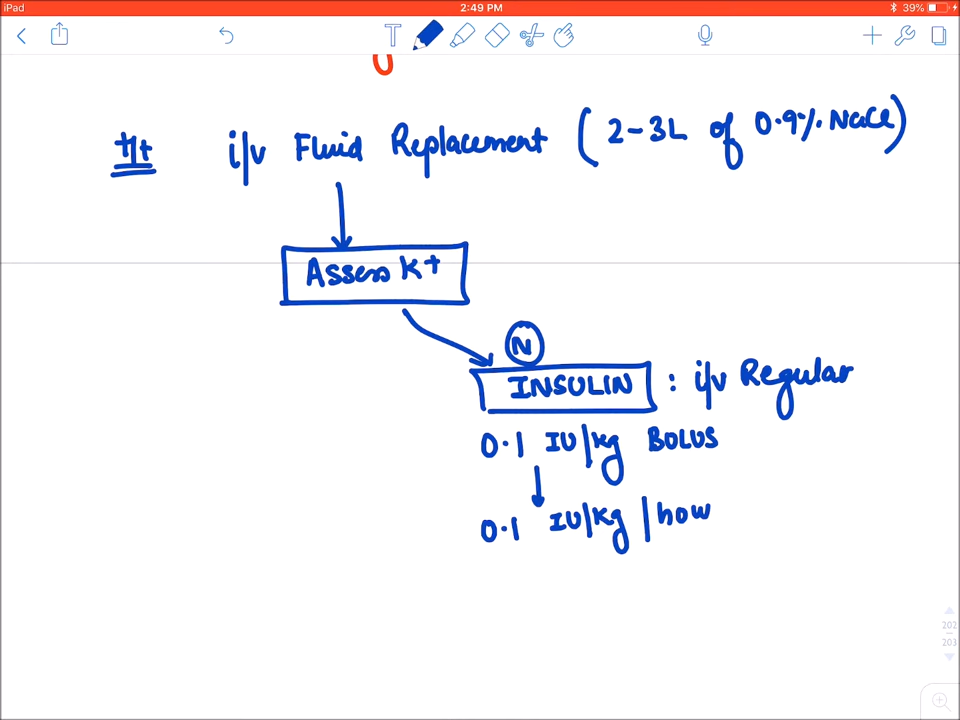 iPad 2:49 PM 39%
T
t/t i/v Fluid Replacement (2-3L of 0.9% NaCl)
Assess K+
N
INSULIN : i/v Regular
0.1 IU/kg BOLUS
0.1 IU/kg/hour
202
203